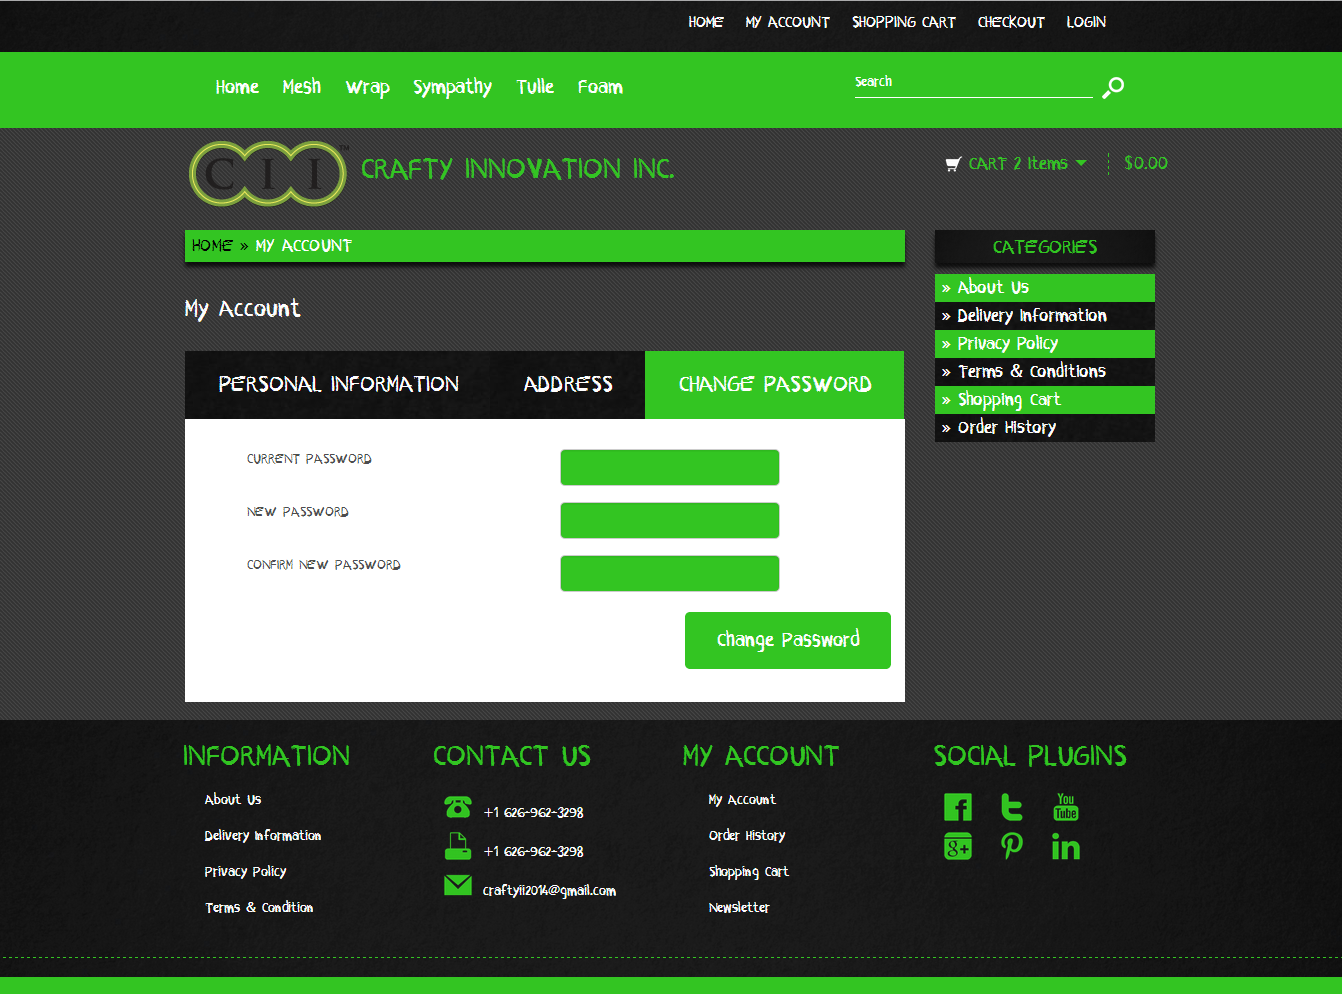 HOME MY ACCOUNT SHOPPING CART CHECKOUT LOGIN
Home Mesh Wrap Sympathy Tulle Foam Search
CII™ CRAFTY INNOVATION INC. CART 2 Items $0.00
HOME » MY ACCOUNT
My Account
PERSONAL INFORMATION ADDRESS CHANGE PASSWORD
CURRENT PASSWORD
NEW PASSWORD
CONFIRM NEW PASSWORD
Change Password
CATEGORIES
» About Us
» Delivery Information
» Privacy Policy
» Terms & Conditions
» Shopping Cart
» Order History
INFORMATION
About Us
Delivery Information
Privacy Policy
Terms & Condition
CONTACT US
+1 626-962-3298
+1 626-962-3298
craftyii2014@gmail.com
MY ACCOUNT
My Account
Order History
Shopping Cart
Newsletter
SOCIAL PLUGINS
You Tube
g+ in